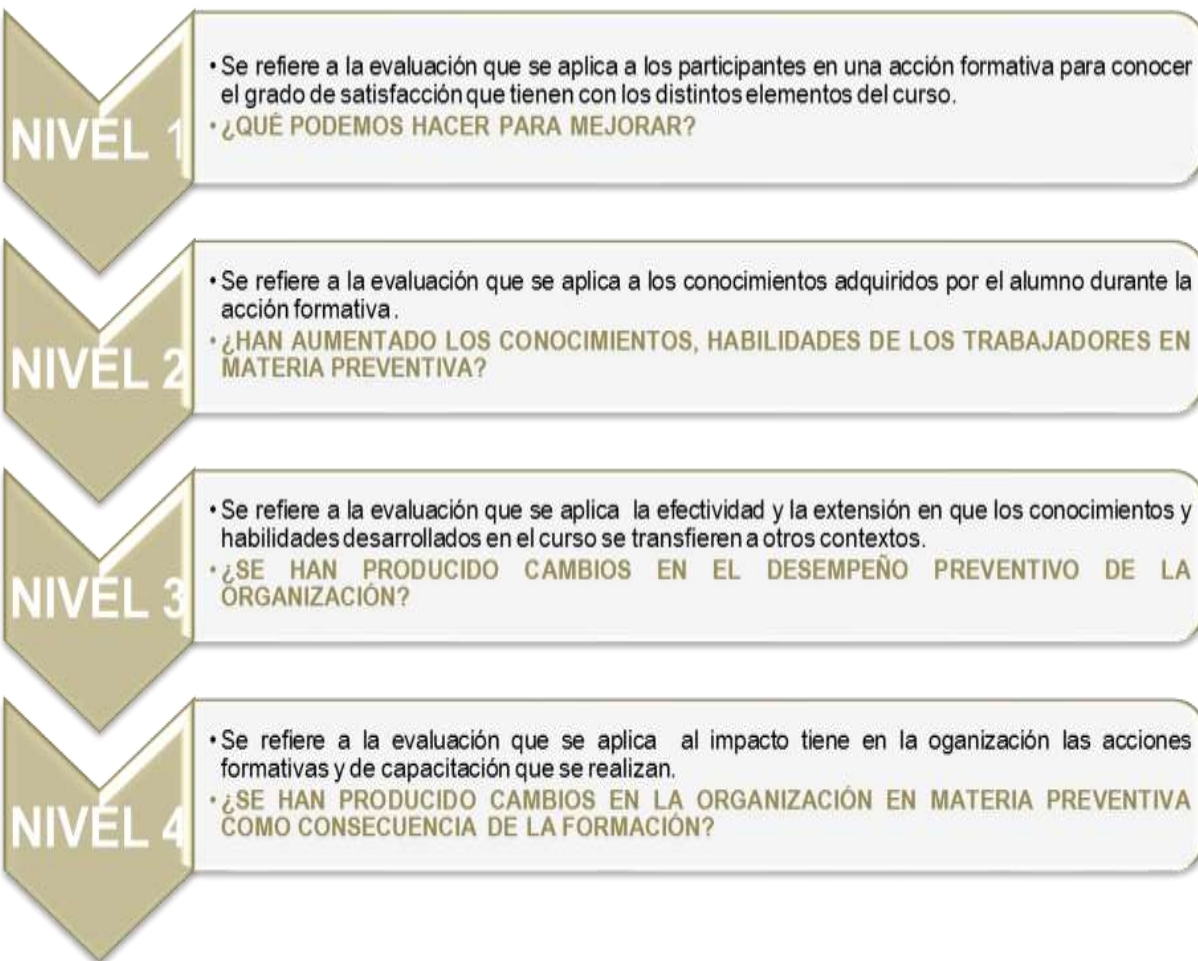 NIVEL 1
• Se refiere a la evaluación que se aplica a los participantes en una acción formativa para conocer
el grado de satisfacción que tienen con los distintos elementos del curso.
• ¿QUÉ PODEMOS HACER PARA MEJORAR?
NIVEL 2
• Se refiere a la evaluación que se aplica a los conocimientos adquiridos por el alumno durante la
acción formativa .
• ¿HAN AUMENTADO LOS CONOCIMIENTOS, HABILIDADES DE LOS TRABAJADORES EN
MATERIA PREVENTIVA?
NIVEL 3
• Se refiere a la evaluación que se aplica la efectividad y la extensión en que los conocimientos y
habilidades desarrollados en el curso se transfieren a otros contextos.
• ¿SE HAN PRODUCIDO CAMBIOS EN EL DESEMPEÑO PREVENTIVO DE LA
ORGANIZACIÓN?
NIVEL 4
• Se refiere a la evaluación que se aplica al impacto tiene en la oganización las acciones
formativas y de capacitación que se realizan.
• ¿SE HAN PRODUCIDO CAMBIOS EN LA ORGANIZACIÓN EN MATERIA PREVENTIVA
COMO CONSECUENCIA DE LA FORMACIÓN?